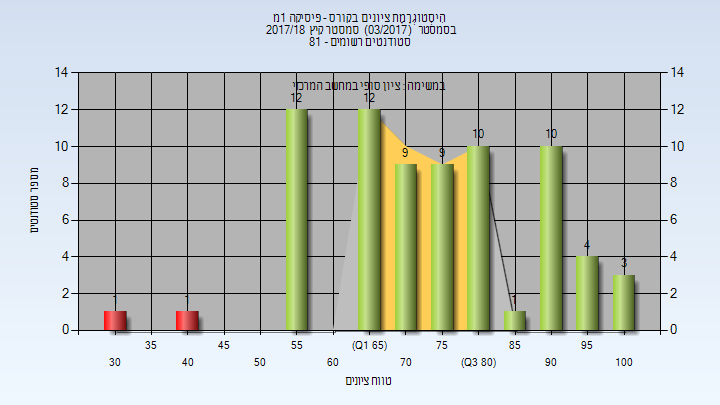 היסטוגרמת ציונים בקורס - פיסיקה 1מ
בסמסטר (03/2017) סמסטר קיץ 2017/18
סטודנטים רשומים - 81
במשימה : ציון סופי במחשב המרכזי
14 14
12 12
10 10
8 8
6 6
4 4
2 2
0 0
1 1 12 12 9 9 10 1 10 4 3
מספר סטודנטים
35 45 55 (Q1 65) 75 85 95
30 40 50 60 70 (Q3 80) 90 100
טווח ציונים